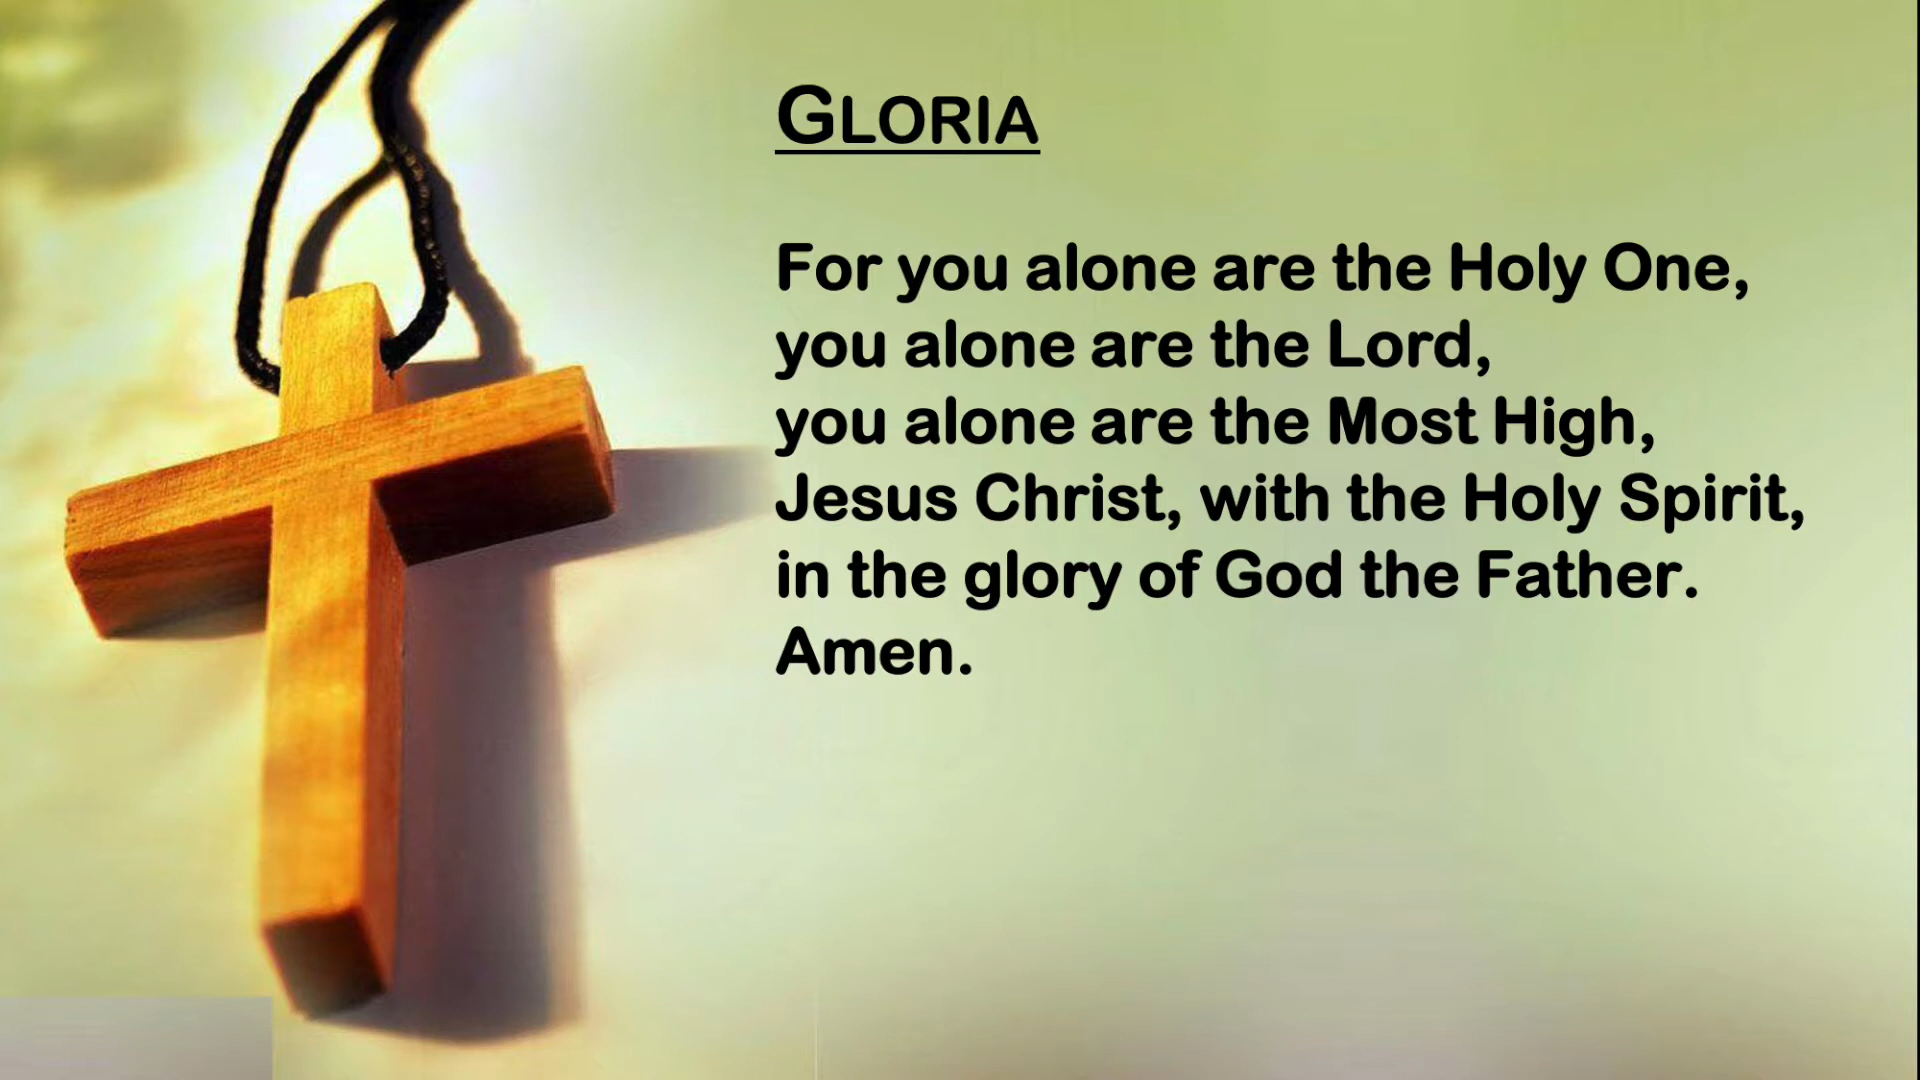 GLORIA
For you alone are the Holy One,
you alone are the Lord,
you alone are the Most High,
Jesus Christ, with the Holy Spirit,
in the glory of God the Father.
Amen.